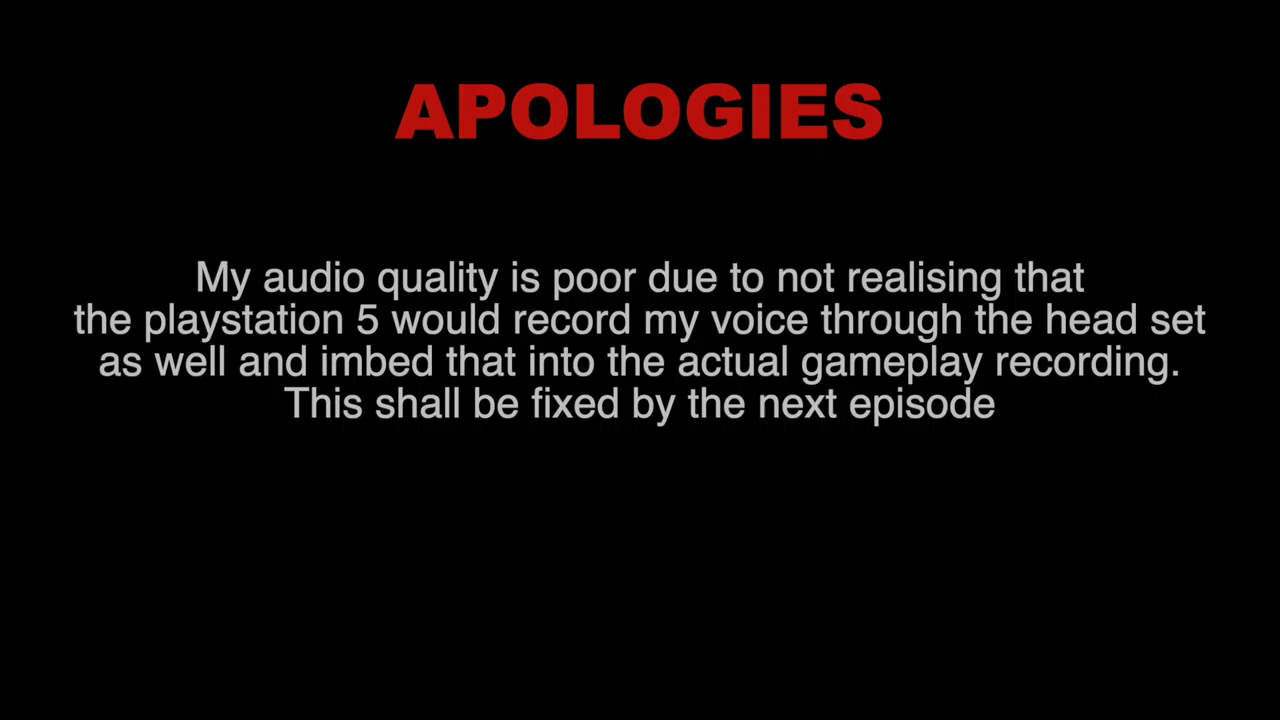 APOLOGIES
My audio quality is poor due to not realising that
the playstation 5 would record my voice through the head set
as well and imbed that into the actual gameplay recording.
This shall be fixed by the next episode